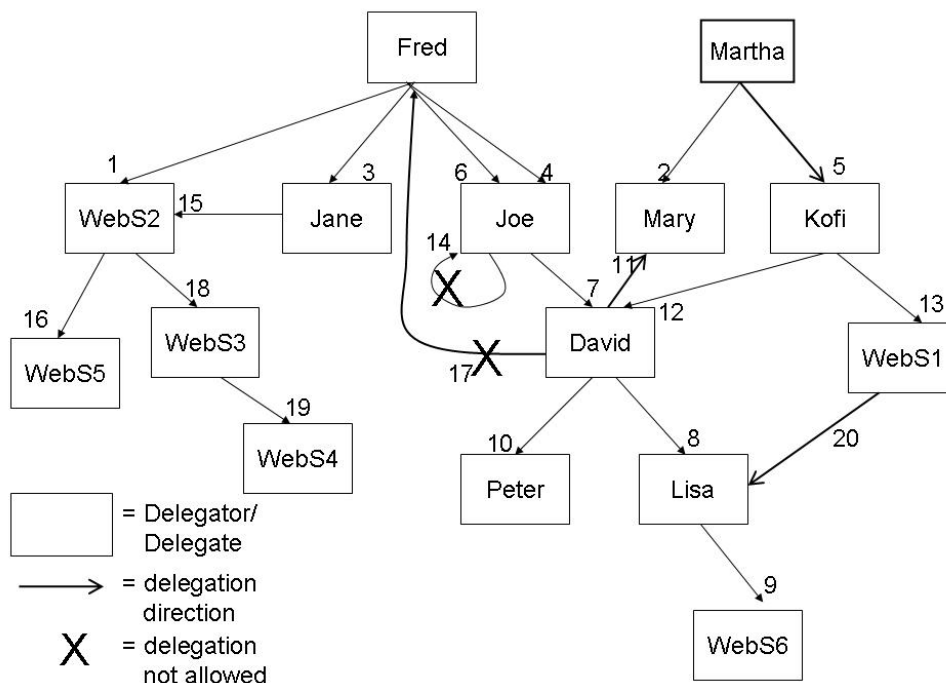 Fred
Martha
1
3
6
4
2
5
WebS2
15
Jane
Joe
Mary
Kofi
14
11
16
18
7
12
13
X
WebS5
WebS3
17
X
David
WebS1
19
10
8
20
WebS4
Peter
Lisa
= Delegator/
Delegate
= delegation
direction
9
X
= delegation
not allowed
WebS6